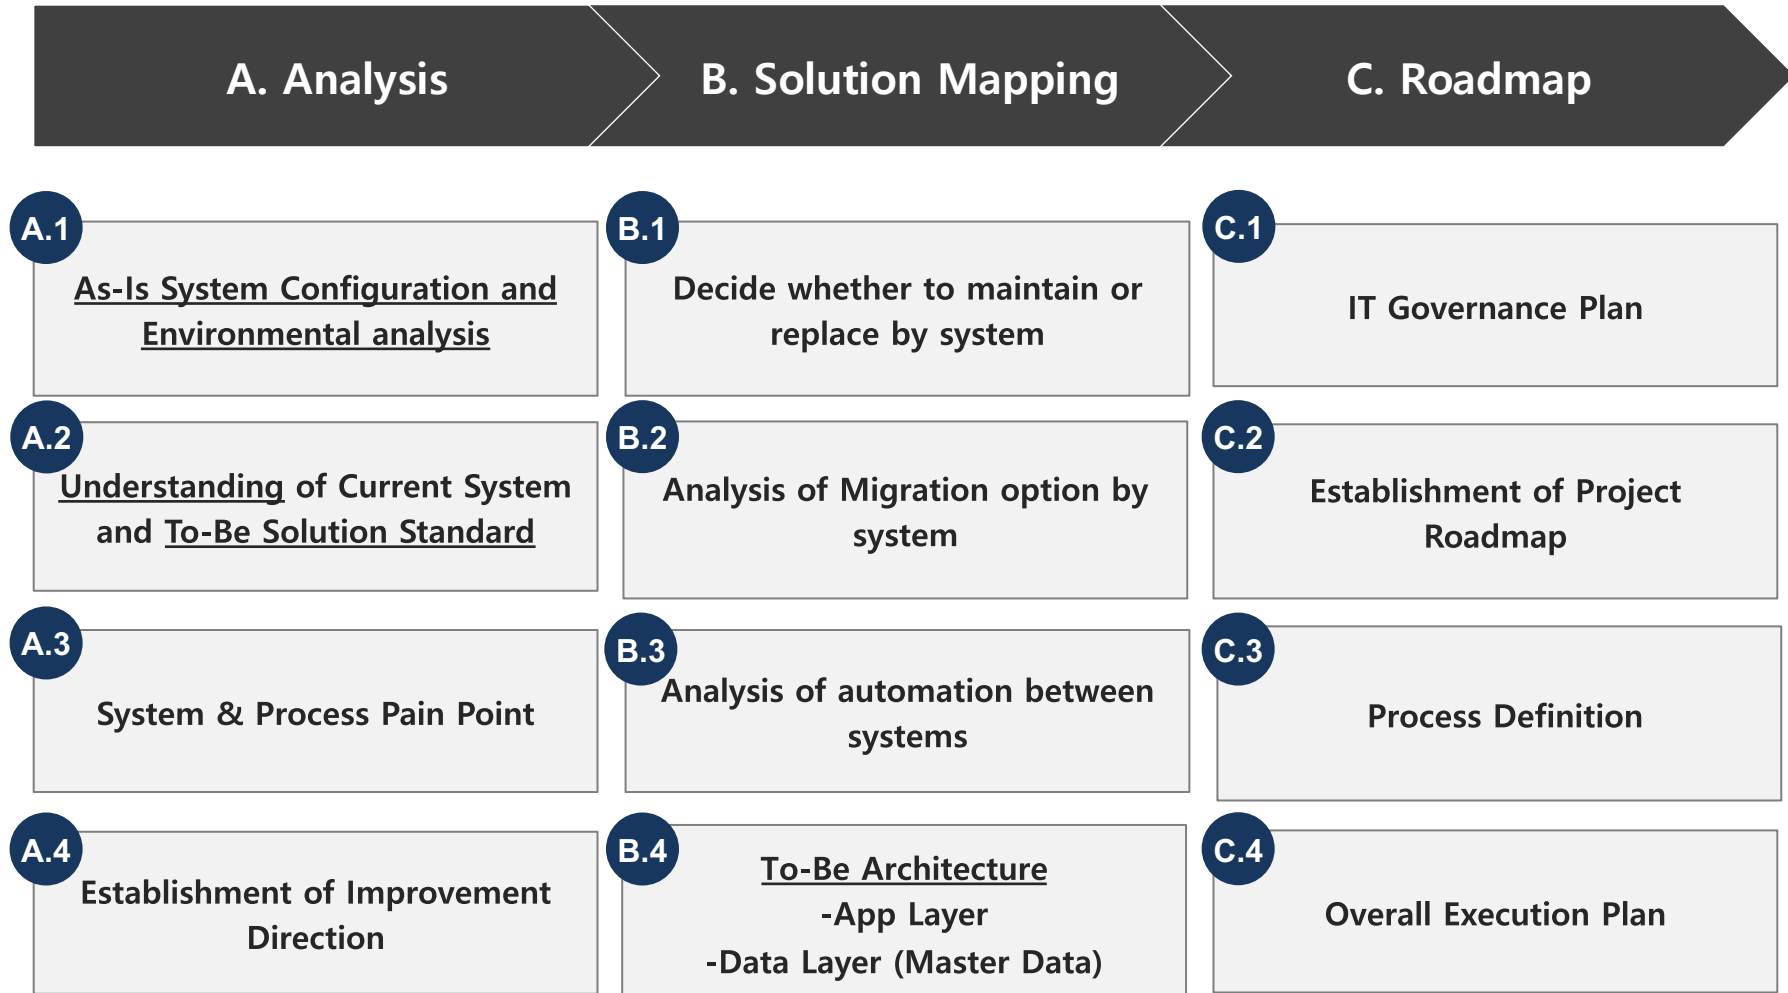 A. Analysis
B. Solution Mapping
C. Roadmap
A.1
As-Is System Configuration and
Environmental analysis
B.1
Decide whether to maintain or
replace by system
C.1
IT Governance Plan
A.2
Understanding of Current System
and To-Be Solution Standard
B.2
Analysis of Migration option by
system
C.2
Establishment of Project
Roadmap
A.3
System & Process Pain Point
B.3
Analysis of automation between
systems
C.3
Process Definition
A.4
Establishment of Improvement
Direction
B.4
To-Be Architecture
-App Layer
-Data Layer (Master Data)
C.4
Overall Execution Plan